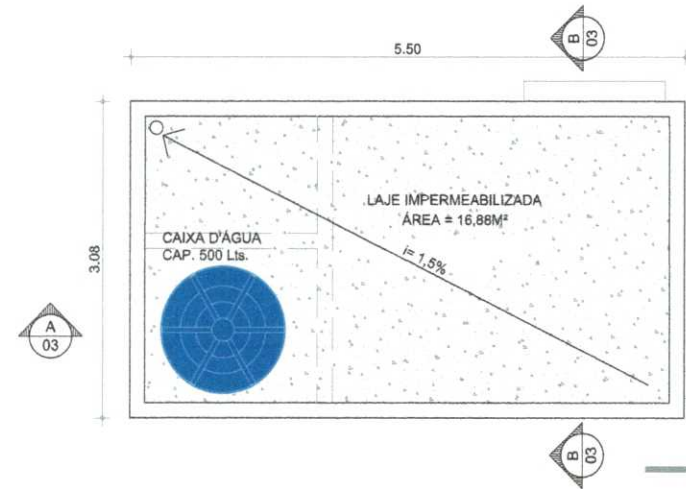 5.50
B
03
LAJE IMPERMEABILIZADA
ÁREA = 16,88M²
CAIXA D'ÁGUA
CAP. 500 Lts.
i= 1,5%
3.08
A
03
B
03